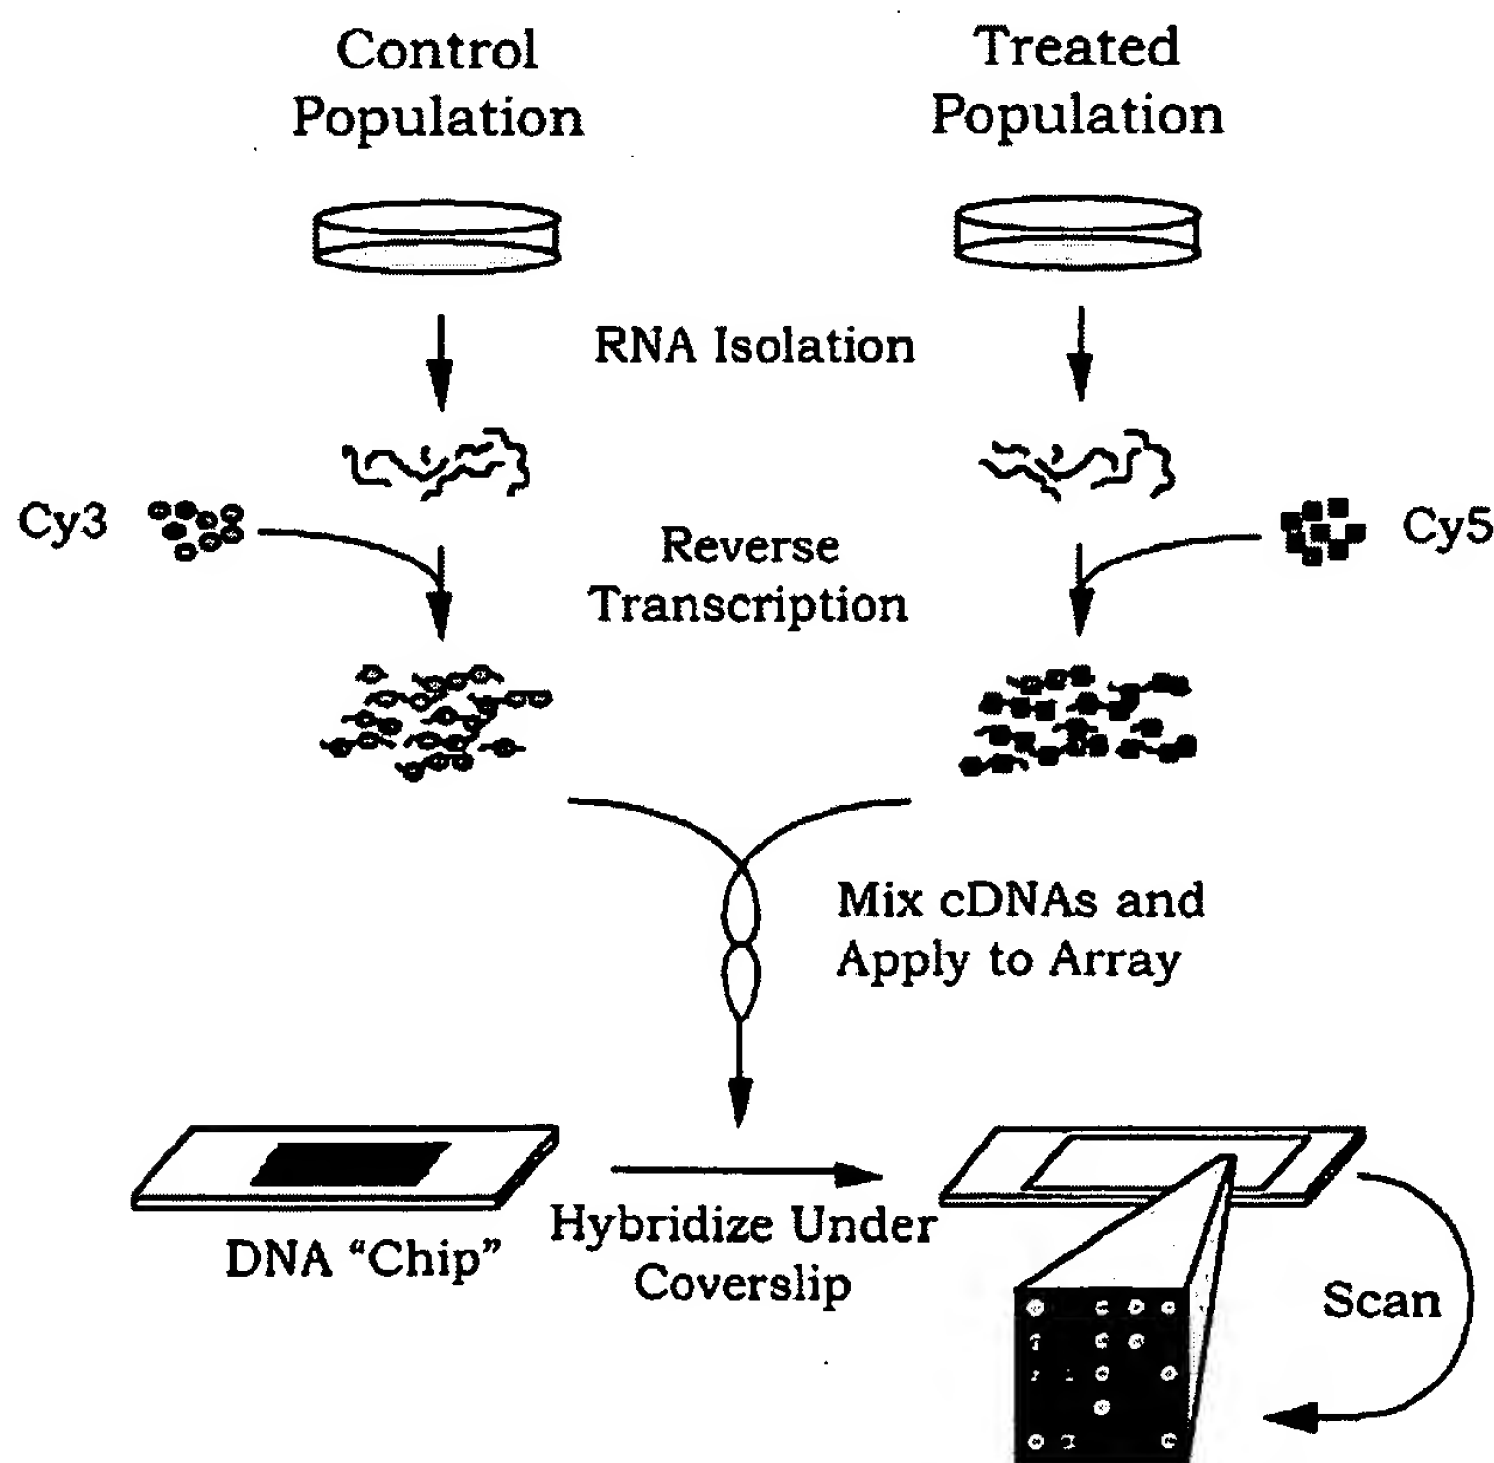 Control
Population
Treated
Population
RNA Isolation
Cy3
Reverse
Transcription
Cy5
Mix cDNAs and
Apply to Array
DNA “Chip”
Hybridize Under
Coverslip
Scan